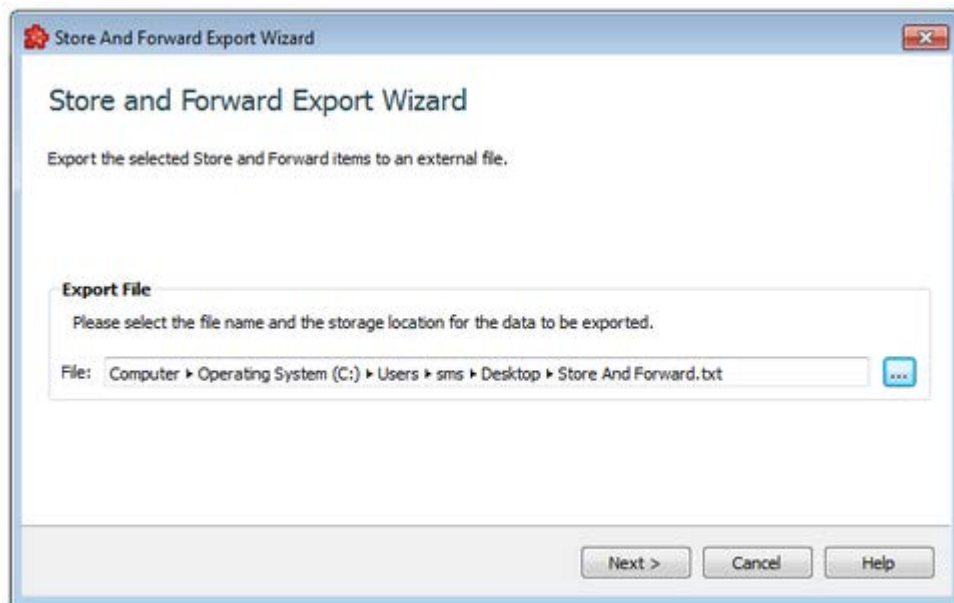 Store And Forward Export Wizard
Store and Forward Export Wizard
Export the selected Store and Forward items to an external file.
Export File
Please select the file name and the storage location for the data to be exported.
File: Computer ▸ Operating System (C:) ▸ Users ▸ sms ▸ Desktop ▸ Store And Forward.txt ...
Next > Cancel Help